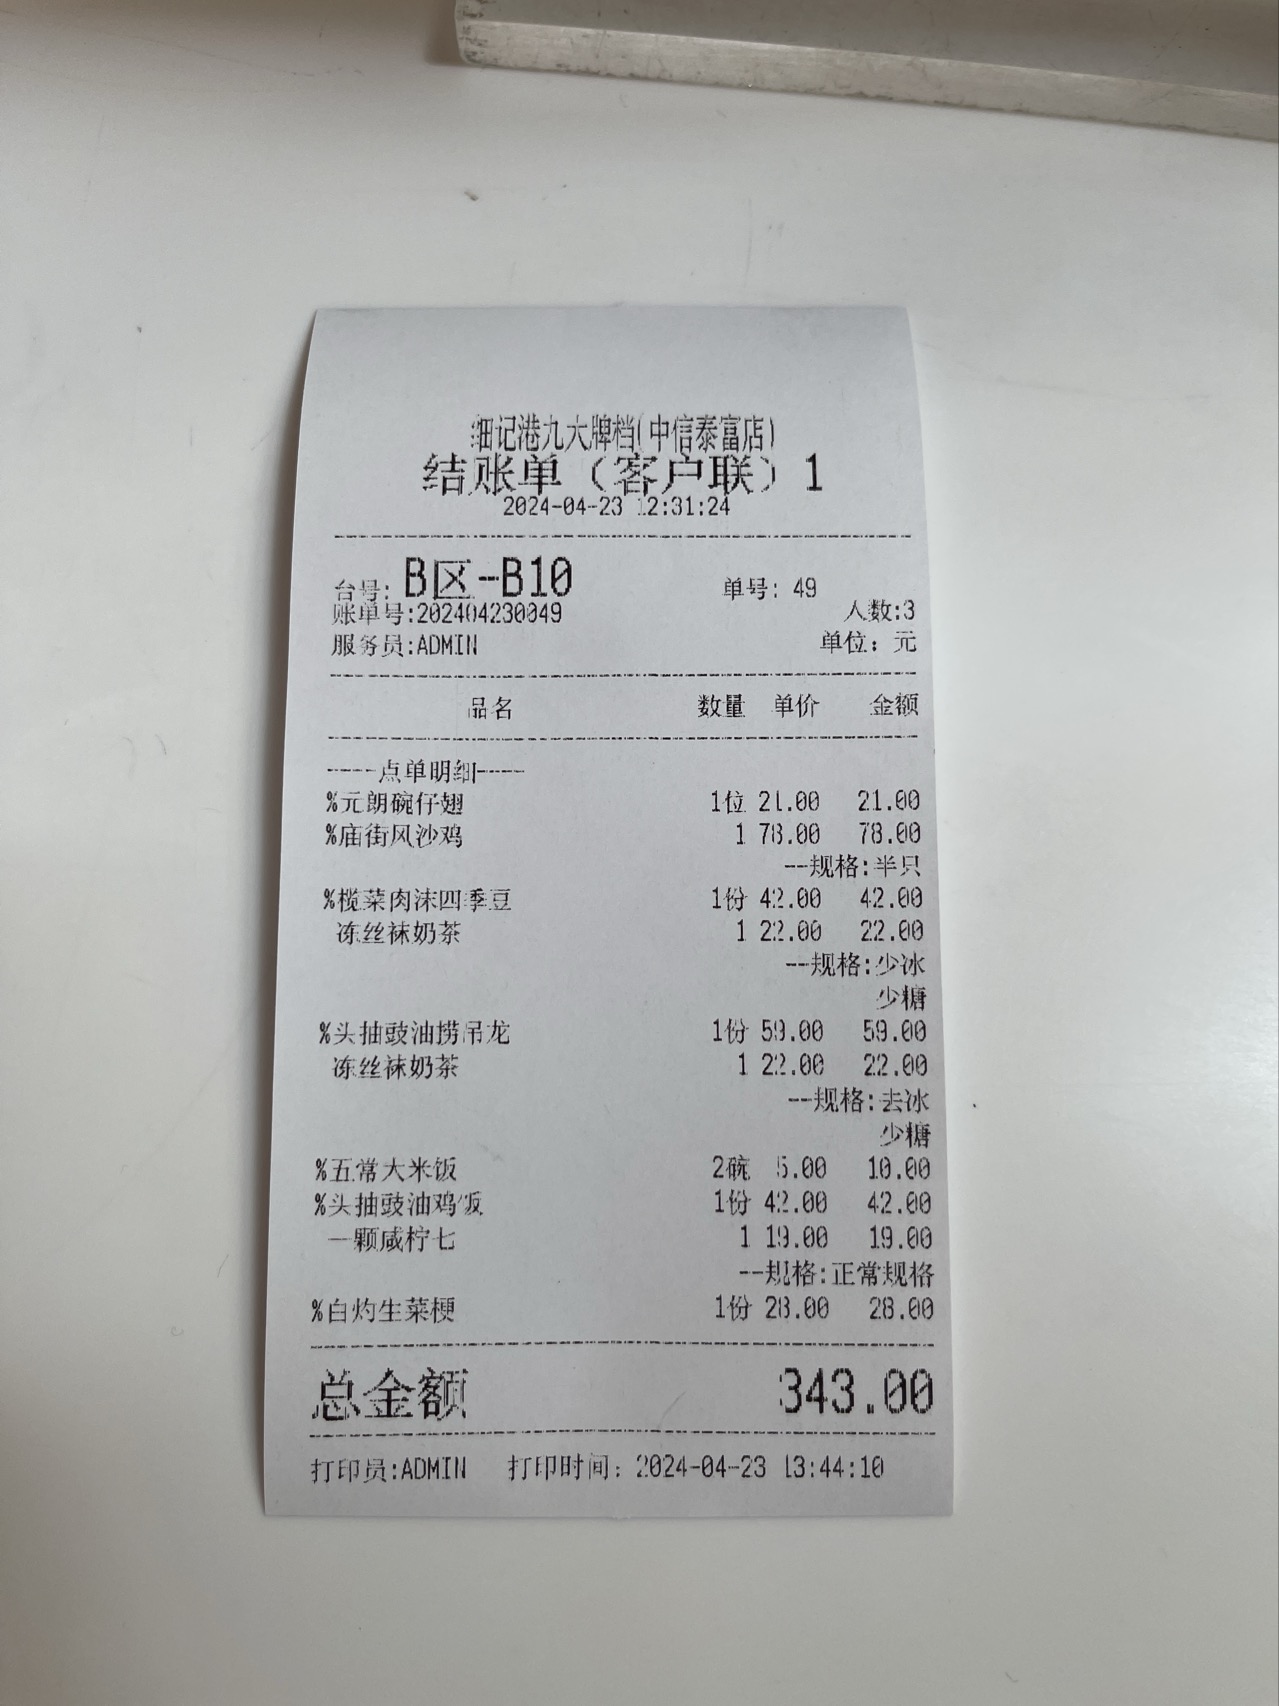 细记港九大牌档(中信泰富店)
结账单（客户联）1
2024-04-23 12:31:24
台号: B区-B10 单号: 49
账单号:202404230049 人数:3
服务员:ADMIN 单位: 元
品名 数量 单价 金额
----点单明细----
%元朗碗仔翅 1位 21.00 21.00
%庙街风沙鸡 1 78.00 78.00
--规格:半只
%榄菜肉沫四季豆 1份 42.00 42.00
冻丝袜奶茶 1 22.00 22.00
--规格:少冰
少糖
%头抽豉油捞吊龙 1份 59.00 59.00
冻丝袜奶茶 1 22.00 22.00
--规格:去冰
少糖
%五常大米饭 2碗 5.00 10.00
%头抽豉油鸡饭 1份 42.00 42.00
一颗咸柠七 1 19.00 19.00
--规格:正常规格
%白灼生菜梗 1份 28.00 28.00
总金额 343.00
打印员:ADMIN 打印时间: 2024-04-23 13:44:10